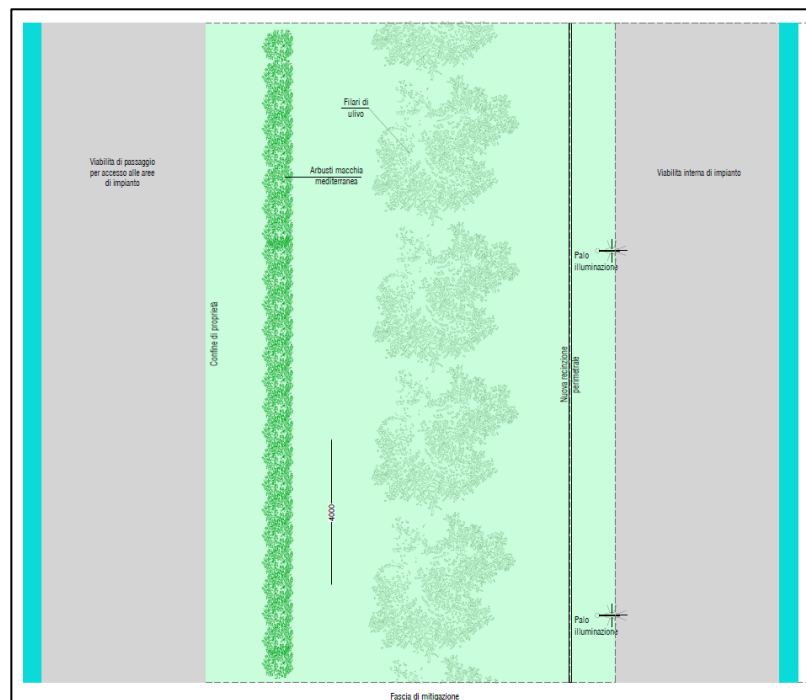 Filari di
ulivo
Viabilità di passaggio
per accesso alle aree
di impianto
Arbusti macchia
mediterranea
Viabilità interna di impianto
Palo
illuminazione
Confine di proprietà
Nuova recinzione
perimetrale
4000
Palo
illuminazione
Fascia di mitigazione